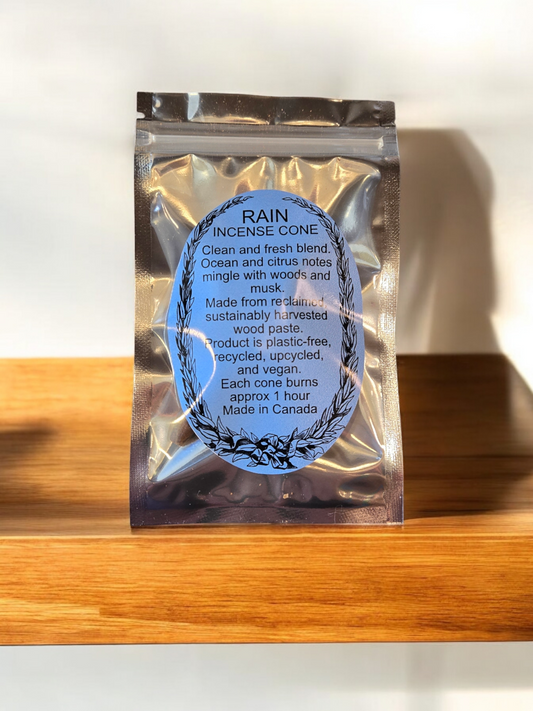 RAIN
INCENSE CONE
Clean and fresh blend.
Ocean and citrus notes
mingle with woods and
musk.
Made from reclaimed
sustainably harvested
wood paste.
Product is plastic-free,
recycled, upcycled,
and vegan.
Each cone burns
approx 1 hour
Made in Canada